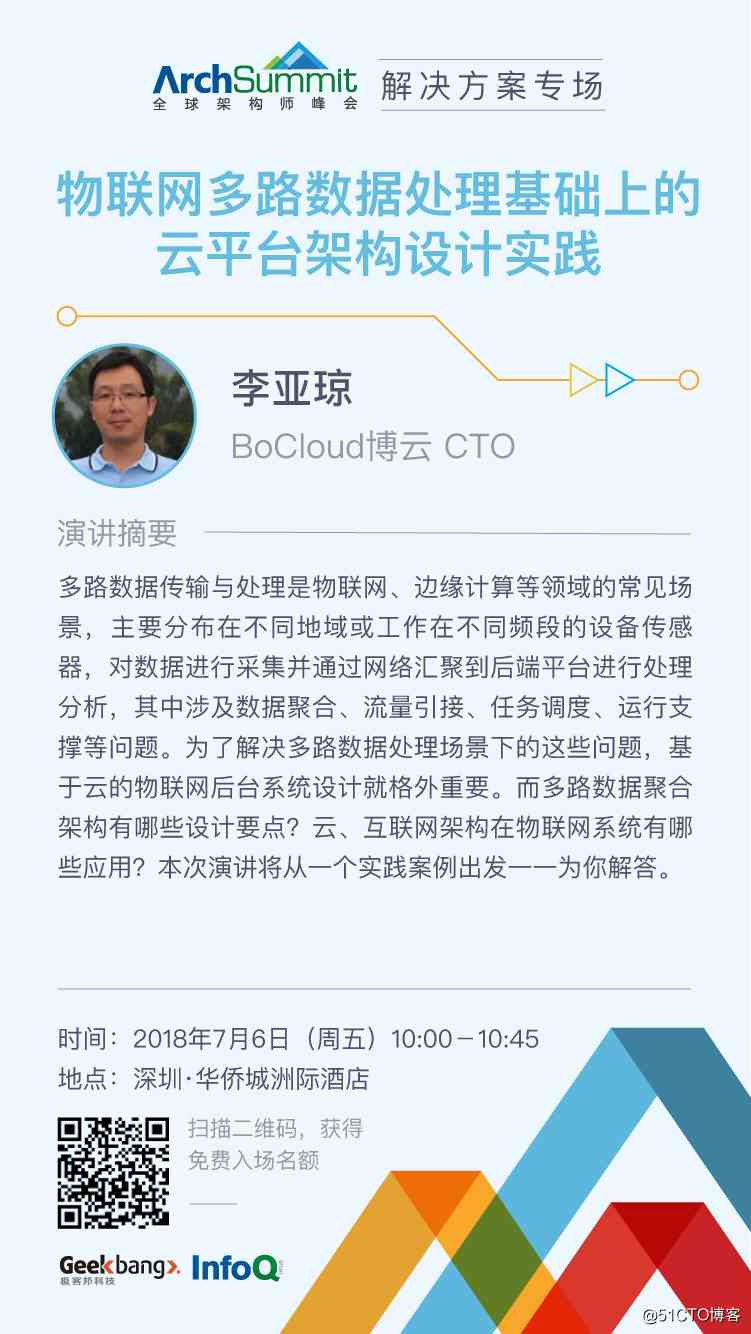 ArchSummit
全球架构师峰会
解决方案专场
物联网多路数据处理基础上的
云平台架构设计实践
李亚琼
BoCloud博云 CTO
演讲摘要
多路数据传输与处理是物联网、边缘计算等领域的常见场
景，主要分布在不同地域或工作在不同频段的设备传感
器，对数据进行采集并通过网络汇聚到后端平台进行处理
分析，其中涉及数据聚合、流量引接、任务调度、运行支
撑等问题。为了解决多路数据处理场景下的这些问题，基
于云的物联网后台系统设计就格外重要。而多路数据聚合
架构有哪些设计要点？云、互联网架构在物联网系统有哪
些应用？本次演讲将从一个实践案例出发一一为你解答。
时间：2018年7月6日（周五）10:00－10:45
地点：深圳·华侨城洲际酒店
扫描二维码，获得
免费入场名额
Geekbang>.
极客邦科技
InfoQ
@51CTO博客